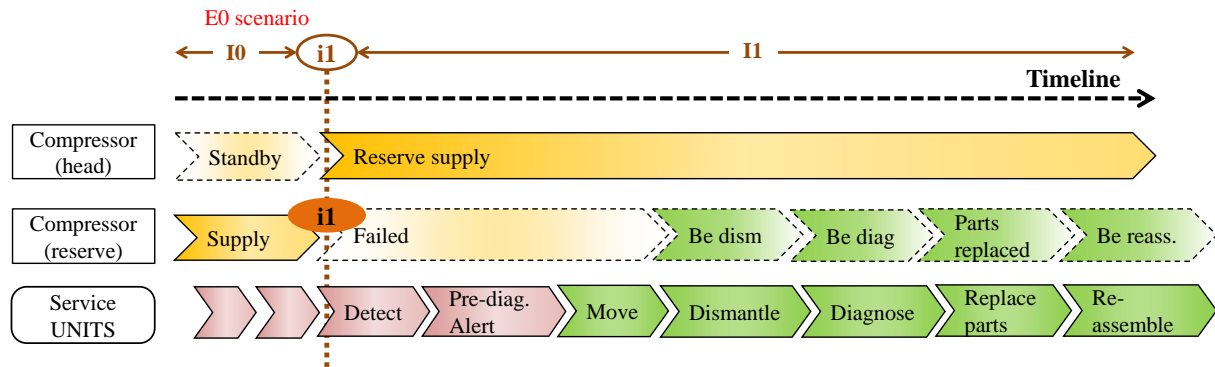 E0 scenario
I0
i1
I1
Timeline
Compressor
(head)
Standby
Reserve supply
Compressor
(reserve)
Supply
i1
Failed
Be dism
Be diag
Parts
replaced
Be reass.
Service
UNITS
Detect
Pre-diag.
Alert
Move
Dismantle
Diagnose
Replace
parts
Re-
assemble